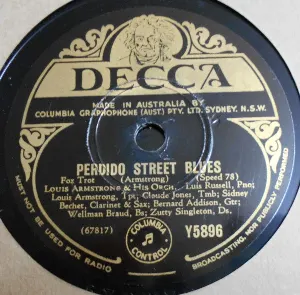 DECCA
MADE IN AUSTRALIA BY
COLUMBIA GRAPHOPHONE (AUST) PTY. LTD. SYDNEY. N.S.W.
PERDIDO STREET BLUES
Fox Trot (Armstrong) (Speed 78)
LOUIS ARMSTRONG & HIS ORCH. Luis Russell, Pno;
Louis Armstrong, Tpt; Claude Jones, Tmb; Sidney
Bechet, Clarinet & Sax; Bernard Addison, Gtr;
Wellman Braud, Bs; Zutty Singleton, Ds.
(67817)
COLUMBIA
CONTROL
Y5896
MUST NOT BE USED FOR RADIO
BROADCASTING, NOR PUBLICLY PERFORMED